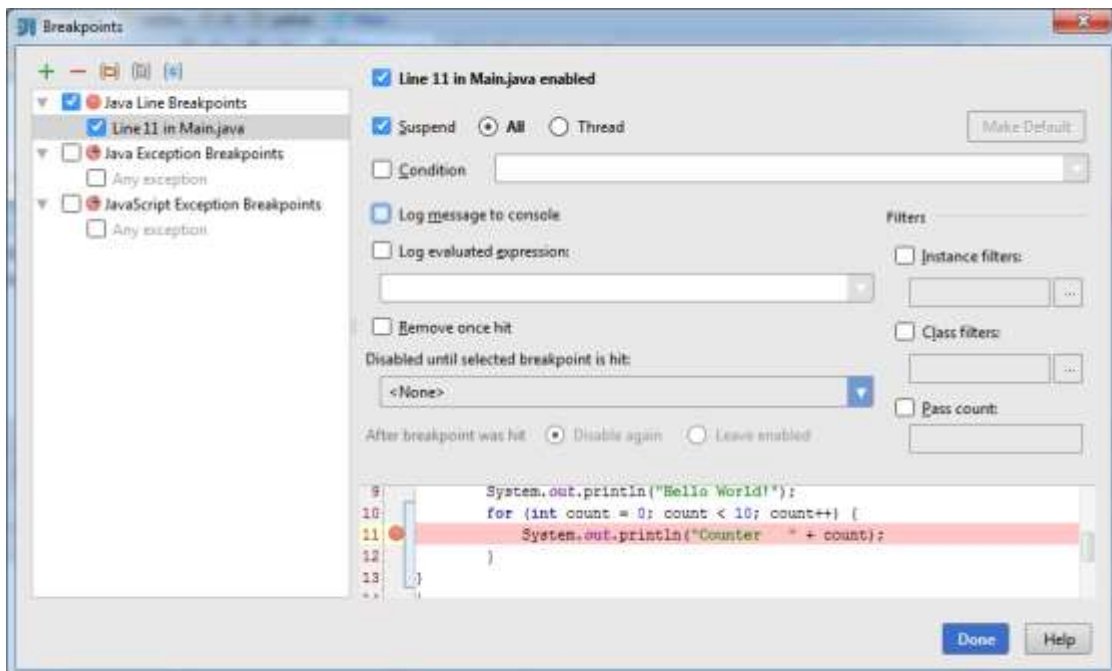 Breakpoints
Java Line Breakpoints
Line 11 in Main.java
Java Exception Breakpoints
Any exception
JavaScript Exception Breakpoints
Any exception
Line 11 in Main.java enabled
Suspend All Thread Make Default
Condition
Log message to console
Filters
Log evaluated expression:
Instance filters:
...
Remove once hit
Class filters:
Disabled until selected breakpoint is hit:
...
<None>
Pass count:
After breakpoint was hit Disable again Leave enabled
9 System.out.println("Hello World!");
10 for (int count = 0; count < 10; count++) {
11 System.out.println("Counter " + count);
12 }
13 }
Done Help